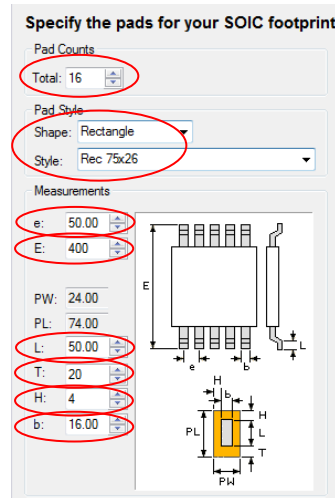 Specify the pads for your SOIC footprint
Pad Counts
Total: 16
Pad Style
Shape: Rectangle
Style: Rec 75x26
Measurements
e: 50.00
E: 400
PW: 24.00
PL: 74.00
L: 50.00
T: 20
H: 4
b: 16.00
E
L
e
b
H
b
H
PL
L
T
PW